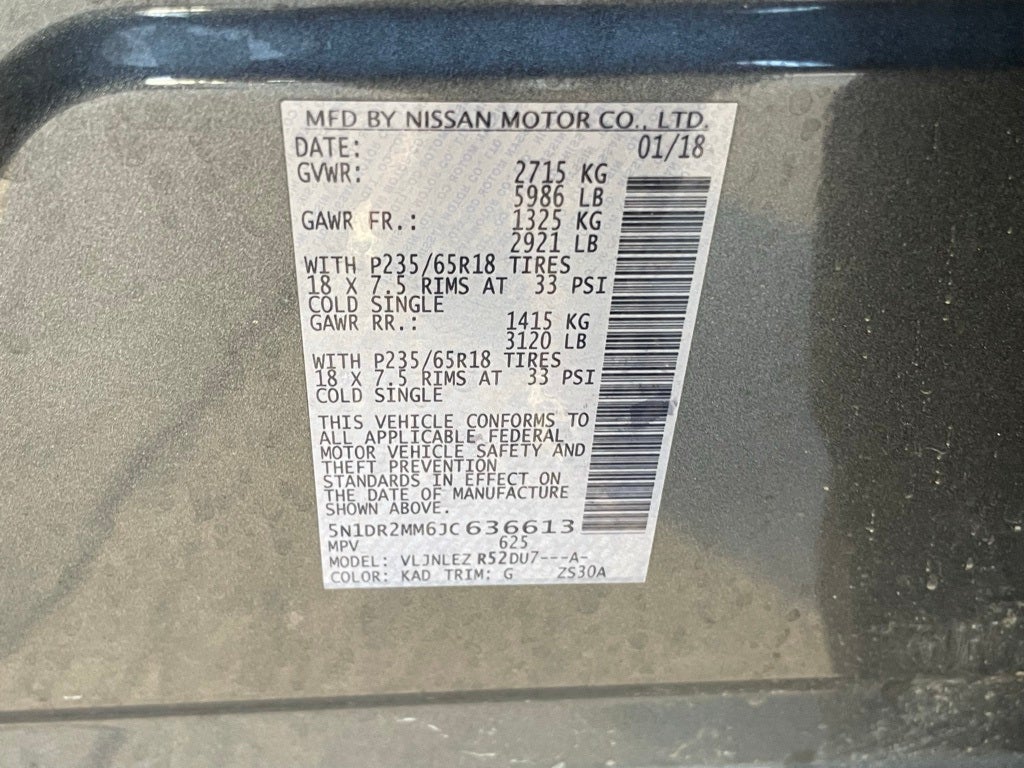 MFD BY NISSAN MOTOR CO., LTD.
DATE: 01/18
GVWR: 2715 KG
5986 LB
GAWR FR.: 1325 KG
2921 LB
WITH P235/65R18 TIRES
18 X 7.5 RIMS AT 33 PSI
COLD SINGLE
GAWR RR.: 1415 KG
3120 LB
WITH P235/65R18 TIRES
18 X 7.5 RIMS AT 33 PSI
COLD SINGLE
THIS VEHICLE CONFORMS TO
ALL APPLICABLE FEDERAL
MOTOR VEHICLE SAFETY AND
THEFT PREVENTION
STANDARDS IN EFFECT ON
THE DATE OF MANUFACTURE
SHOWN ABOVE.
5N1DR2MM6JC636613
MPV 625
MODEL: VLJNLEZ R52DU7---A-
COLOR: KAD TRIM: G ZS30A